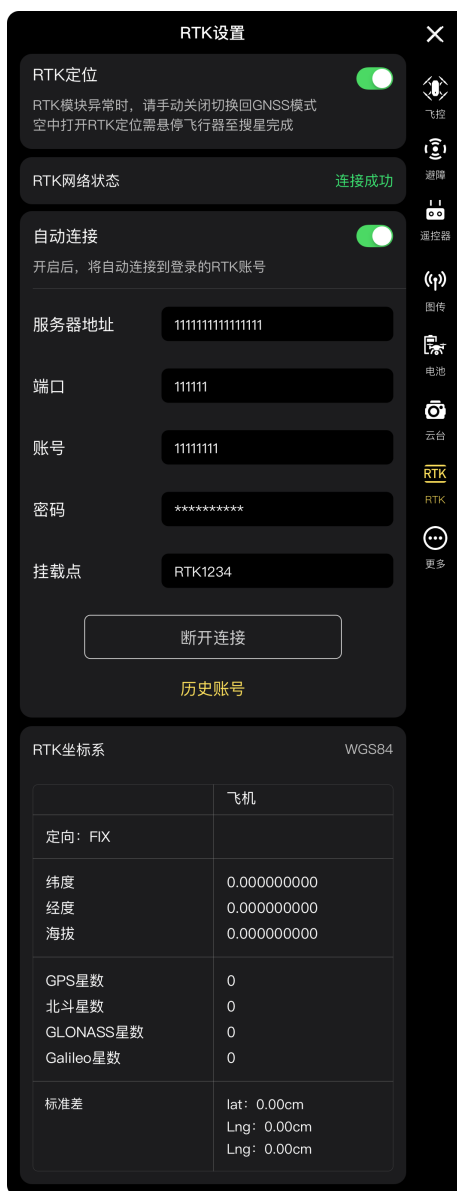 RTK设置
RTK定位
RTK模块异常时，请手动关闭切换回GNSS模式
空中打开RTK定位需悬停飞行器至搜星完成
RTK网络状态 连接成功
自动连接
开启后，将自动连接到登录的RTK账号
服务器地址 1111111111111111
端口 111111
账号 11111111
密码 **********
挂载点 RTK1234
断开连接
历史账号
RTK坐标系 WGS84
飞机
定向：FIX
纬度 0.000000000
经度 0.000000000
海拔 0.000000000
GPS星数 0
北斗星数 0
GLONASS星数 0
Galileo星数 0
标准差 lat：0.00cm
Lng：0.00cm
Lng：0.00cm
飞控
避障
遥控器
图传
电池
云台
RTK
RTK
更多